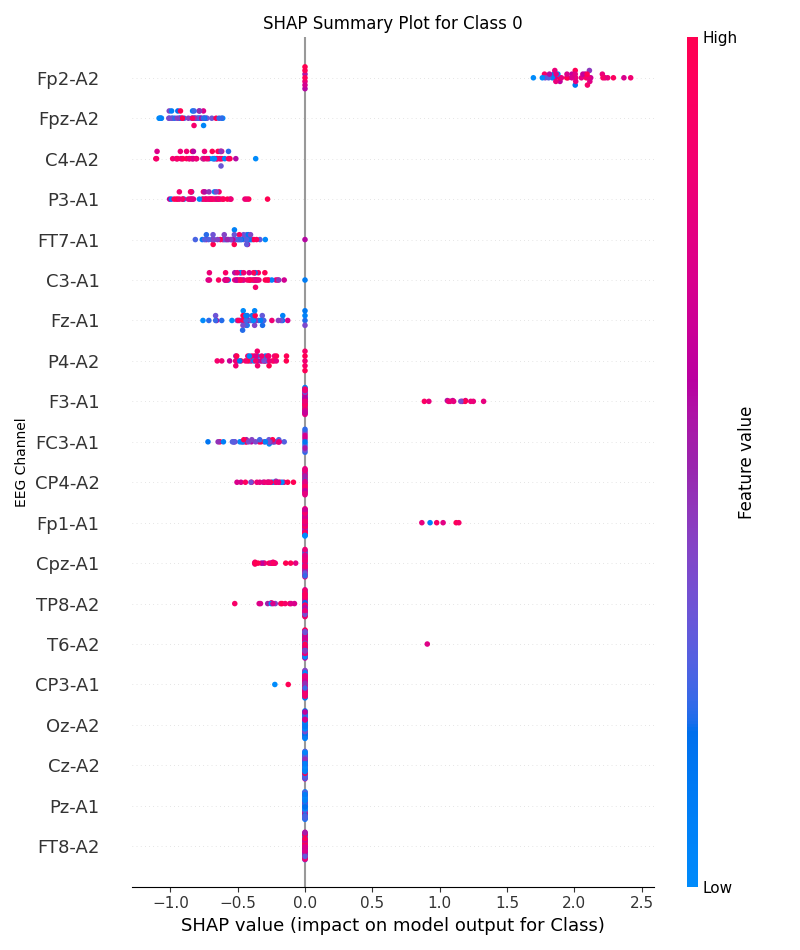 SHAP Summary Plot for Class 0
High
Fp2-A2
Fpz-A2
C4-A2
P3-A1
FT7-A1
C3-A1
Fz-A1
P4-A2
F3-A1
FC3-A1
CP4-A2
Fp1-A1
Cpz-A1
TP8-A2
T6-A2
CP3-A1
Oz-A2
Cz-A2
Pz-A1
FT8-A2
EEG Channel
Feature value
Low
−1.0 −0.5 0.0 0.5 1.0 1.5 2.0 2.5
SHAP value (impact on model output for Class)